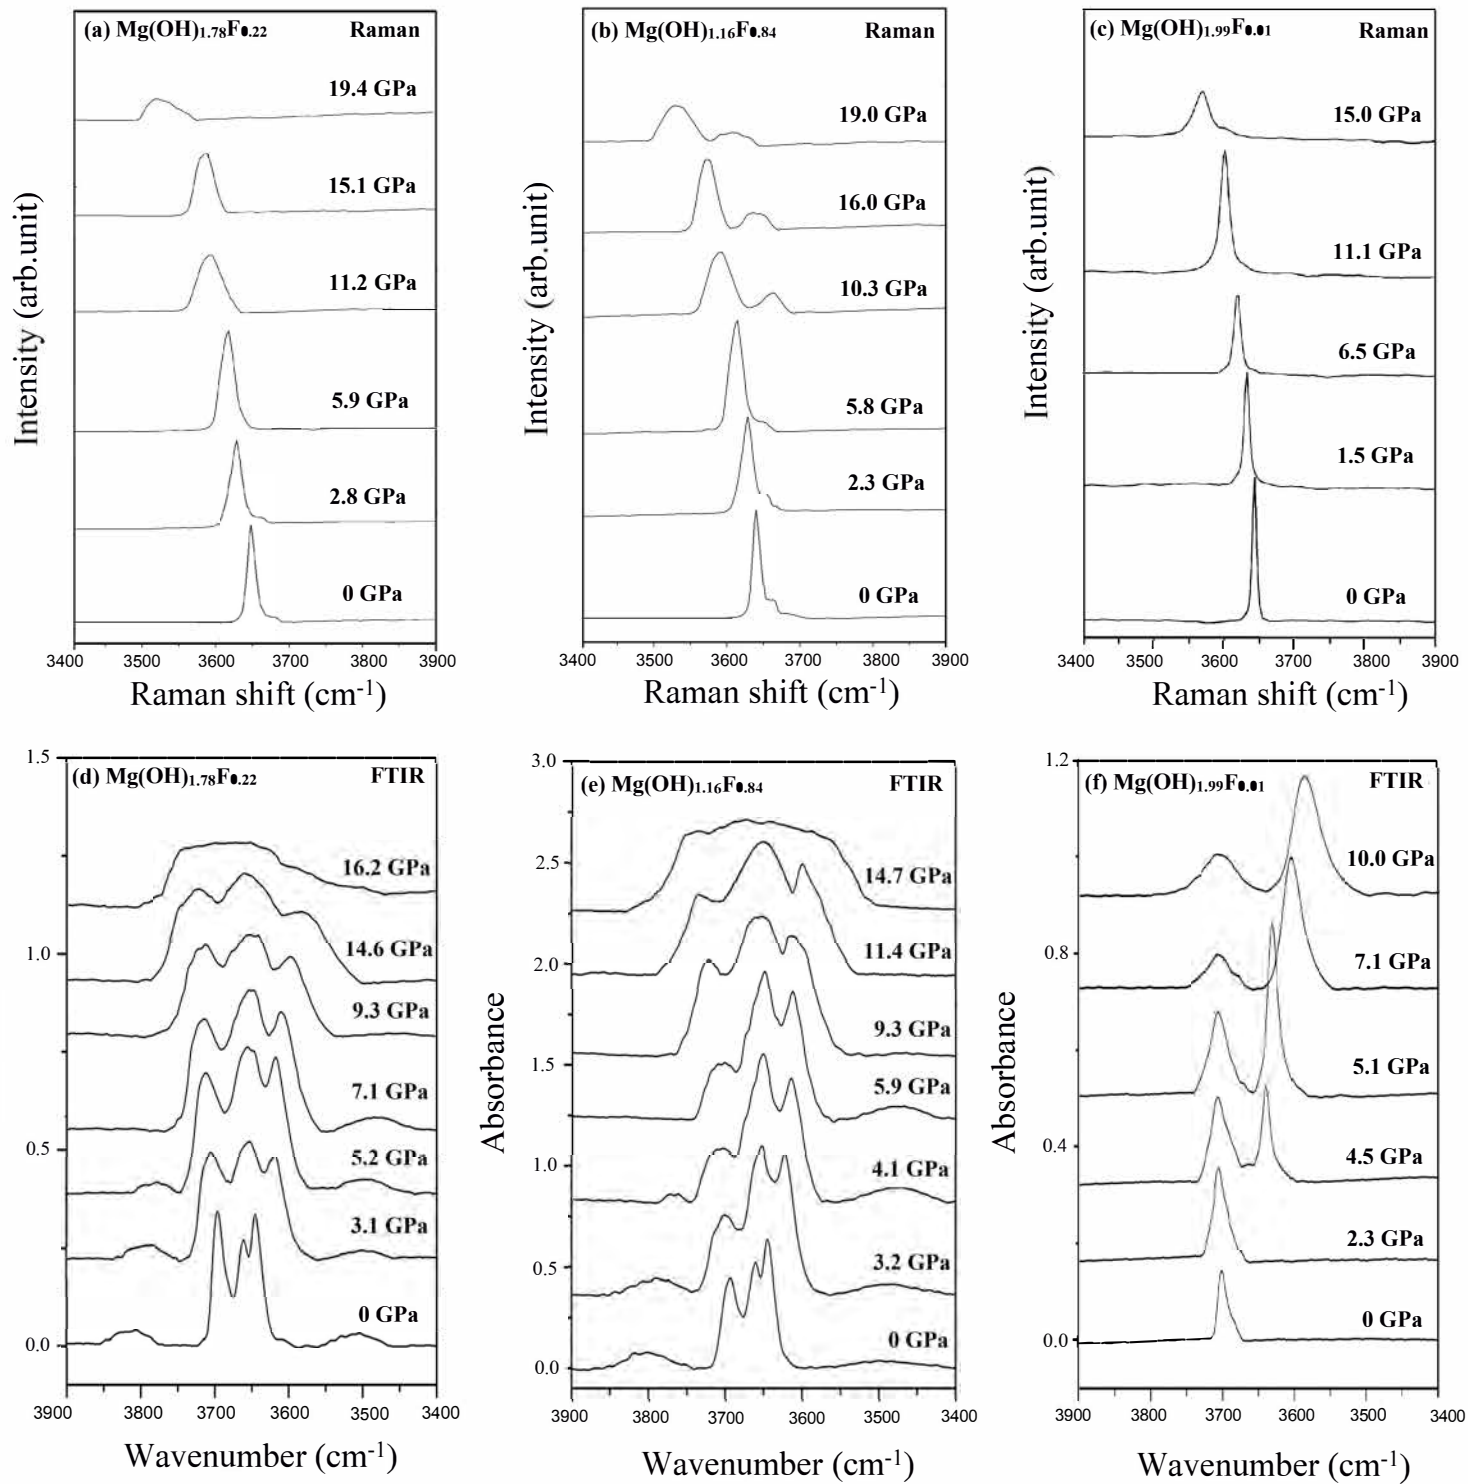 (a) Mg(OH)1.78F0.22 Raman
19.4 GPa
15.1 GPa
11.2 GPa
5.9 GPa
2.8 GPa
0 GPa
Intensity (arb.unit)
3400 3500 3600 3700 3800 3900
Raman shift (cm-1)
(b) Mg(OH)1.16F0.84 Raman
19.0 GPa
16.0 GPa
10.3 GPa
5.8 GPa
2.3 GPa
0 GPa
Intensity (arb.unit)
3400 3500 3600 3700 3800 3900
Raman shift (cm-1)
(c) Mg(OH)1.99F0.01 Raman
15.0 GPa
11.1 GPa
6.5 GPa
1.5 GPa
0 GPa
Intensity (arb.unit)
3400 3500 3600 3700 3800 3900
Raman shift (cm-1)
(d) Mg(OH)1.78F0.22 FTIR
1.5
1.0
0.5
0.0
16.2 GPa
14.6 GPa
9.3 GPa
7.1 GPa
5.2 GPa
3.1 GPa
0 GPa
3900 3800 3700 3600 3500 3400
Wavenumber (cm-1)
(e) Mg(OH)1.16F0.84 FTIR
3.0
2.5
2.0
1.5
1.0
0.5
0.0
Absorbance
14.7 GPa
11.4 GPa
9.3 GPa
5.9 GPa
4.1 GPa
3.2 GPa
0 GPa
3900 3800 3700 3600 3500 3400
Wavenumber (cm-1)
(f) Mg(OH)1.99F0.01 FTIR
1.2
0.8
0.4
0.0
Absorbance
10.0 GPa
7.1 GPa
5.1 GPa
4.5 GPa
2.3 GPa
0 GPa
3900 3800 3700 3600 3500 3400
Wavenumber (cm-1)